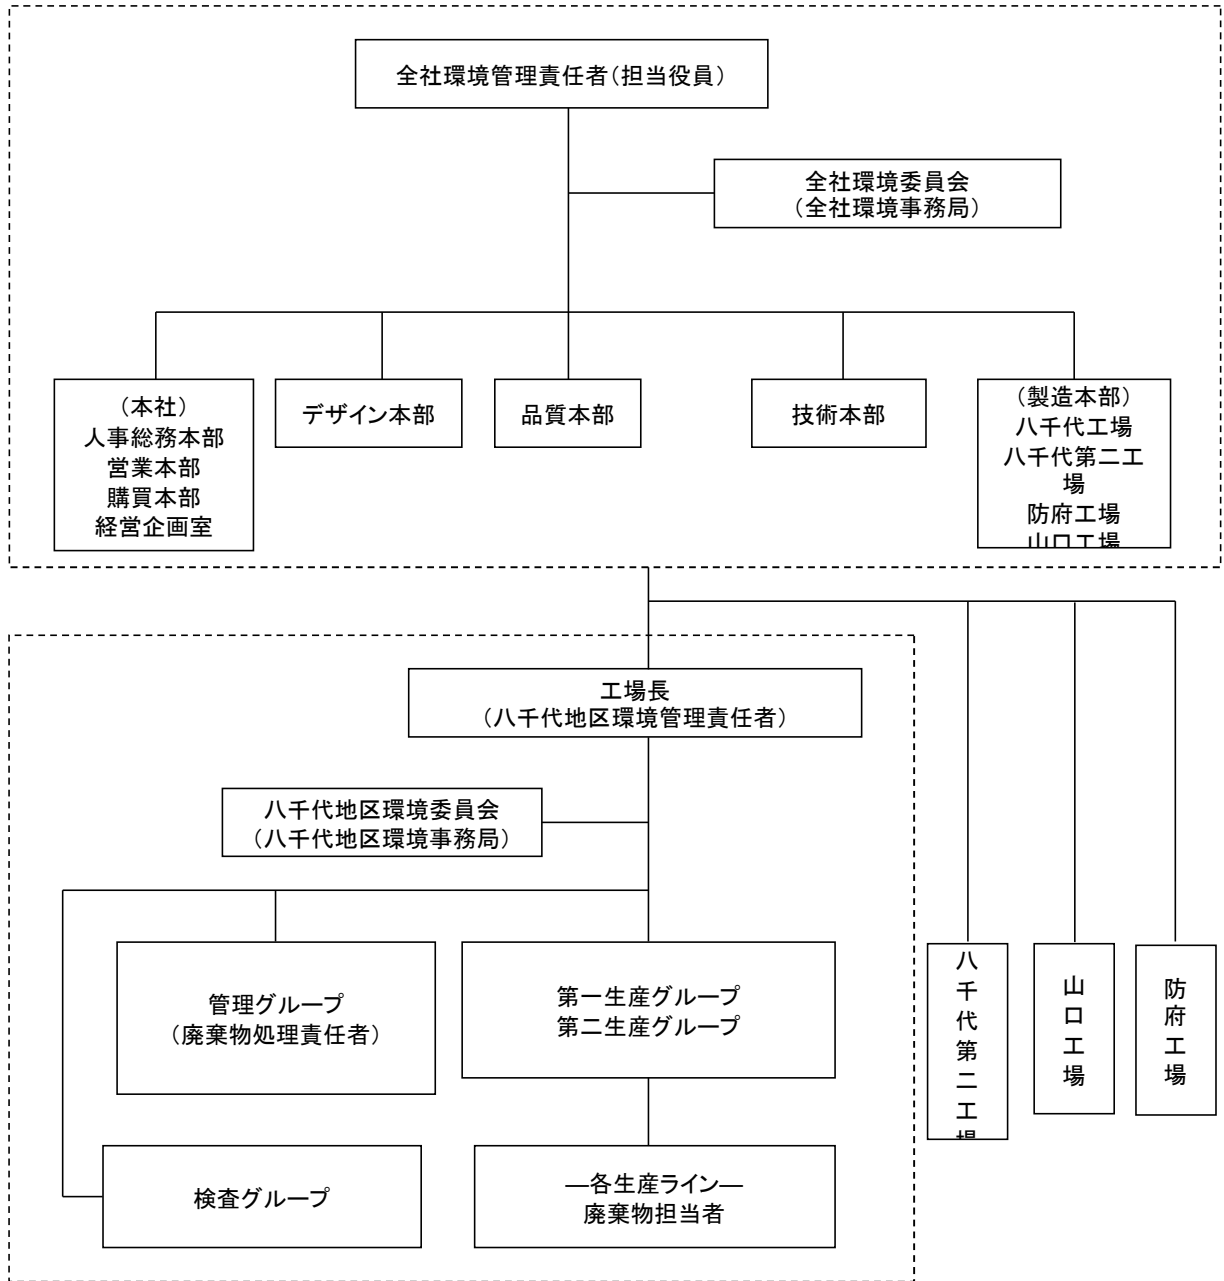 全社環境管理責任者（担当役員）
全社環境委員会
（全社環境事務局）
（本社）
人事総務本部
営業本部
購買本部
経営企画室
デザイン本部
品質本部
技術本部
（製造本部）
八千代工場
八千代第二工
場
防府工場
山口工場
工場長
（八千代地区環境管理責任者）
八千代地区環境委員会
（八千代地区環境事務局）
管理グループ
（廃棄物処理責任者）
第一生産グループ
第二生産グループ
検査グループ
―各生産ライン―
廃棄物担当者
八千代第二工場
山口工場
防府工場